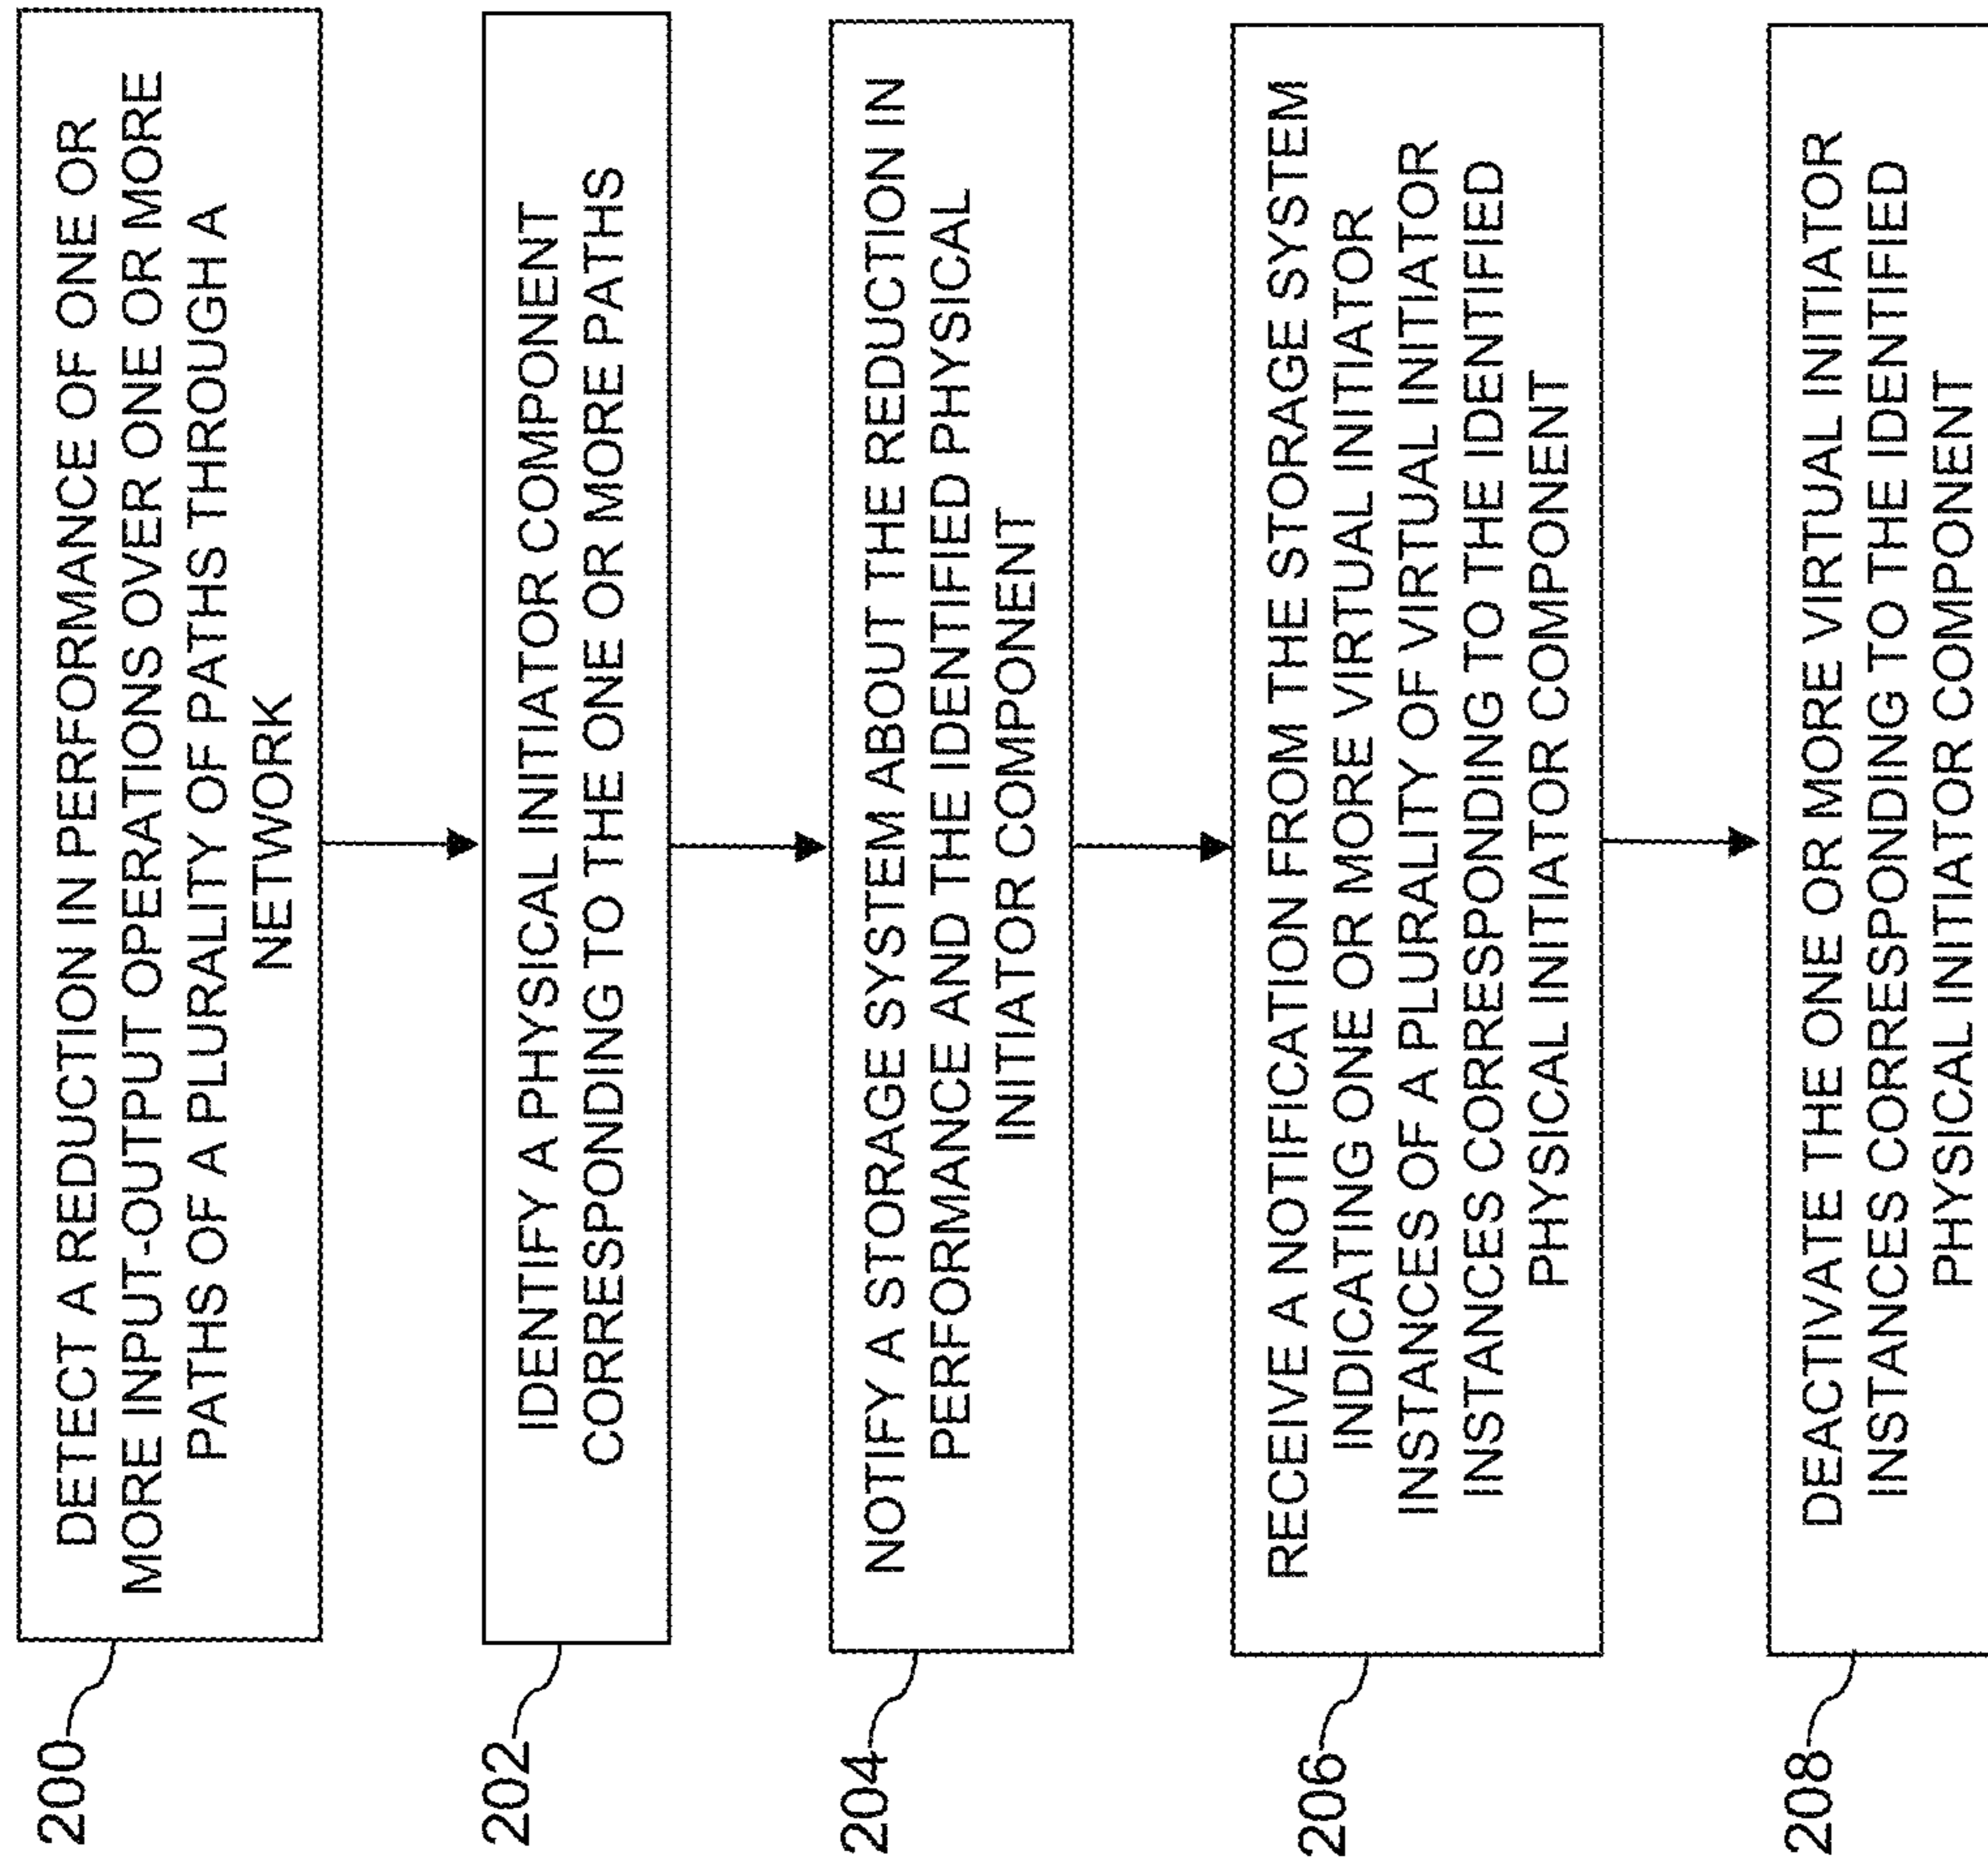 200
DETECT A REDUCTION IN PERFORMANCE OF ONE OR
MORE INPUT-OUTPUT OPERATIONS OVER ONE OR MORE
PATHS OF A PLURALITY OF PATHS THROUGH A
NETWORK
202
IDENTIFY A PHYSICAL INITIATOR COMPONENT
CORRESPONDING TO THE ONE OR MORE PATHS
204
NOTIFY A STORAGE SYSTEM ABOUT THE REDUCTION IN
PERFORMANCE AND THE IDENTIFIED PHYSICAL
INITIATOR COMPONENT
206
RECEIVE A NOTIFICATION FROM THE STORAGE SYSTEM
INDICATING ONE OR MORE VIRTUAL INITIATOR
INSTANCES OF A PLURALITY OF VIRTUAL INITIATOR
INSTANCES CORRESPONDING TO THE IDENTIFIED
PHYSICAL INITIATOR COMPONENT
208
DEACTIVATE THE ONE OR MORE VIRTUAL INITIATOR
INSTANCES CORRESPONDING TO THE IDENTIFIED
PHYSICAL INITIATOR COMPONENT